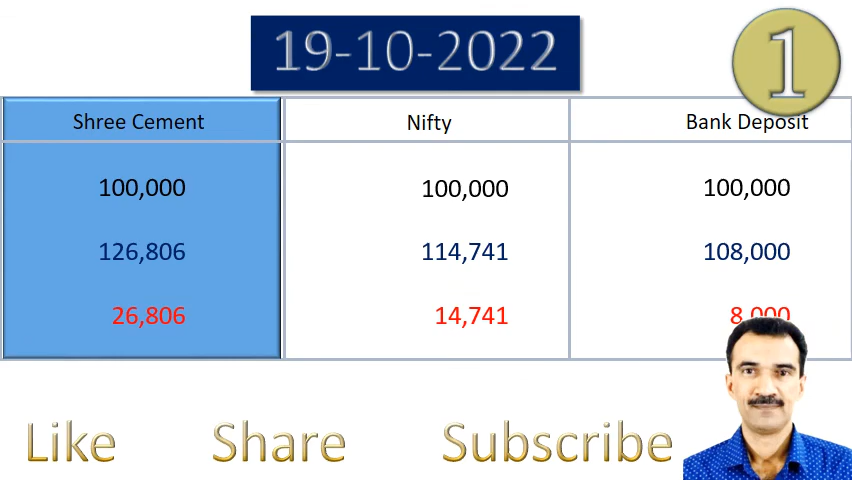 19-10-2022
1
Shree Cement Nifty Bank Deposit
100,000 100,000 100,000
126,806 114,741 108,000
26,806 14,741 8,000
Like Share Subscribe